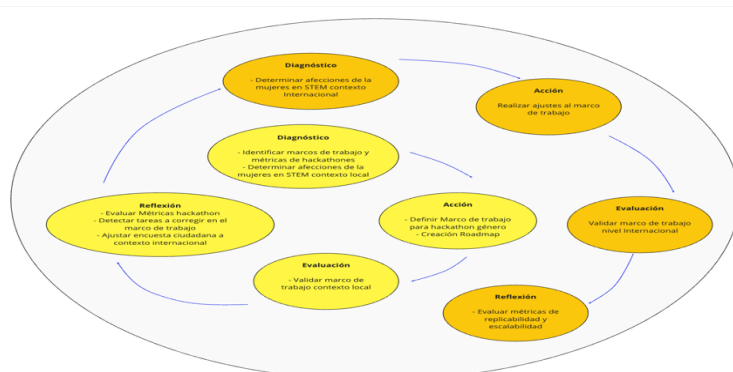 Diagnóstico
- Determinar afecciones de la
mujeres en STEM contexto
Internacional
Acción
Realizar ajustes al marco
de trabajo
Diagnóstico
- Identificar marcos de trabajo y
métricas de hackathones
- Determinar afecciones de la
mujeres en STEM contexto local
Reflexión
- Evaluar Métricas hackathon
- Detectar tareas a corregir en el
marco de trabajo
- Ajustar encuesta ciudadana a
contexto internacional
Acción
- Definir Marco de trabajo
para hackathon género
- Creación Roadmap
Evaluación
Validar marco de trabajo
nivel Internacional
Evaluación
- Validar marco de
trabajo contexto local
Reflexión
- Evaluar métricas de
replicabilidad y
escalabilidad